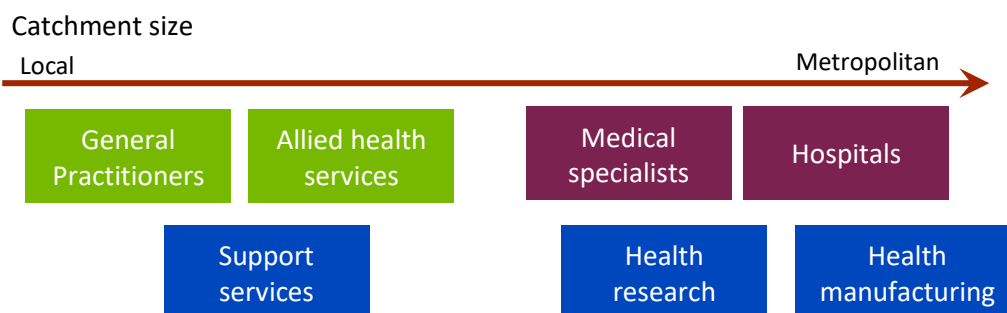 Catchment size
Local
Metropolitan
General
Practitioners
Allied health
services
Medical
specialists
Hospitals
Support
services
Health
research
Health
manufacturing